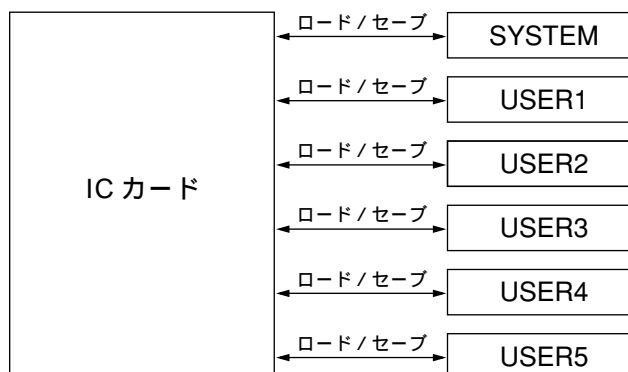 ロード / セーブ
SYSTEM
ロード / セーブ
USER1
ロード / セーブ
USER2
IC カード
ロード / セーブ
USER3
ロード / セーブ
USER4
ロード / セーブ
USER5